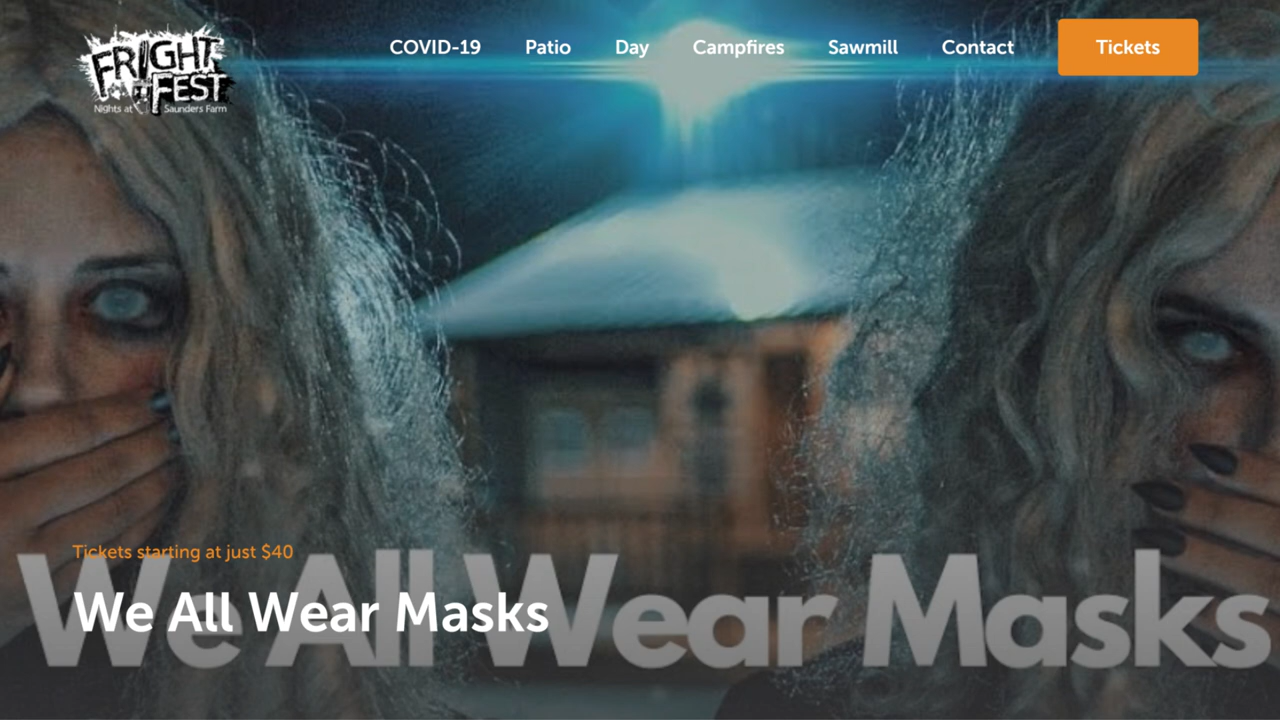 FRIGHT
FEST
Nights at Saunders Farm
COVID-19
Patio
Day
Campfires
Sawmill
Contact
Tickets
Tickets starting at just $40
We All Wear Masks
We All Wear Masks